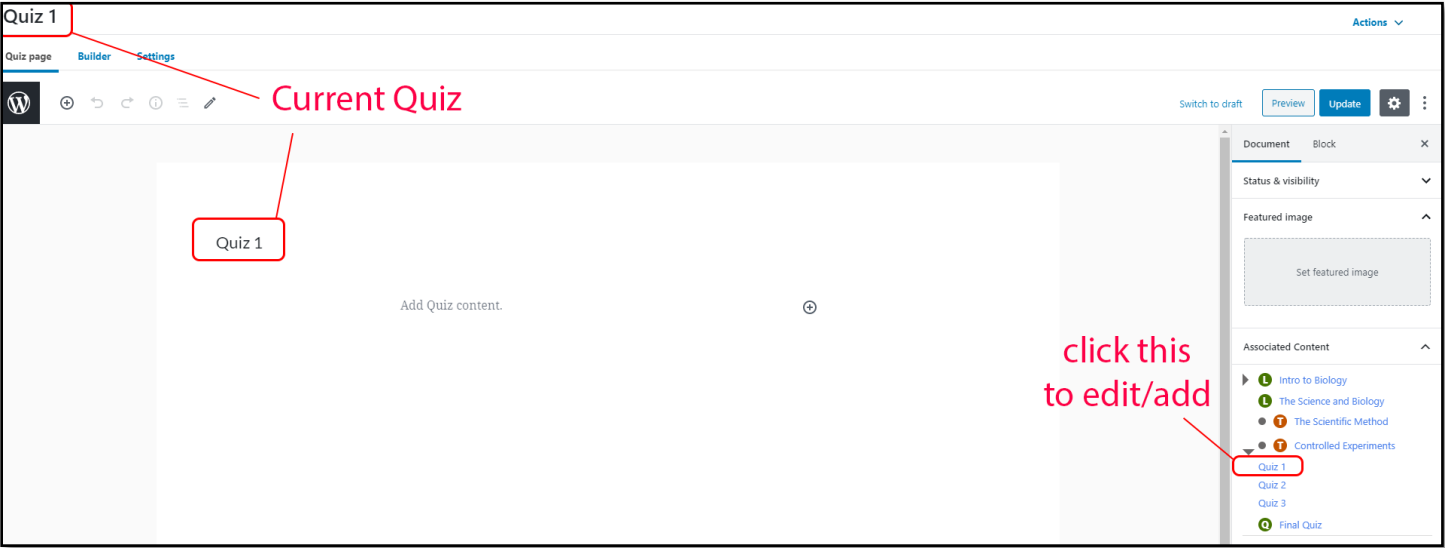 Quiz 1
Actions
Quiz page Builder Settings
Current Quiz
Switch to draft Preview Update
Document Block
Status & visibility
Featured image
Quiz 1
Set featured image
Add Quiz content.
Associated Content
click this
to edit/add
L Intro to Biology
L The Science and Biology
T The Scientific Method
T Controlled Experiments
Quiz 1
Quiz 2
Quiz 3
Q Final Quiz